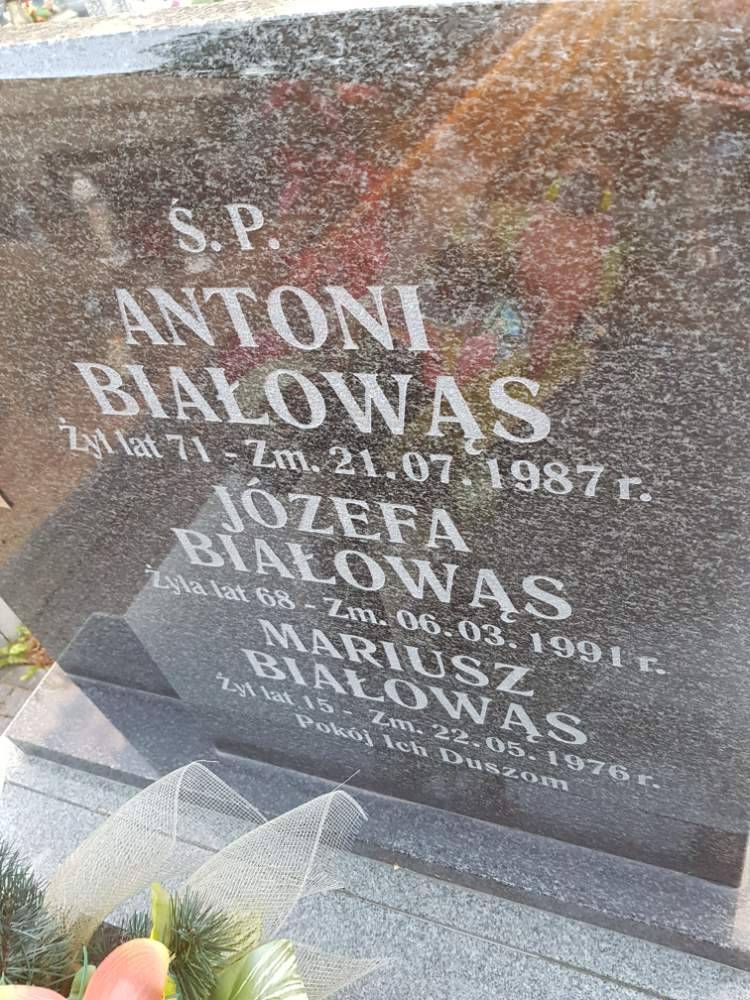 Ś.P.
ANTONI
BIAŁOWĄS
Żył lat 71 - Zm. 21.07.1987 r.
JÓZEFA
BIAŁOWĄS
Żyła lat 68 - Zm. 06.03.1991 r.
MARIUSZ
BIAŁOWĄS
Żył lat 15 - Zm. 22.05.1976 r.
Pokój Ich Duszom